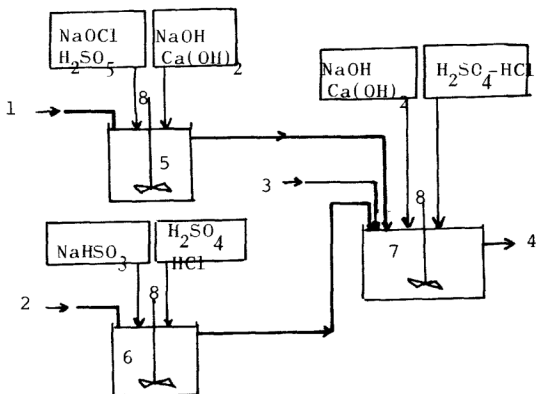 NaOCl
H2SO5
NaOH
Ca(OH)2
NaOH
Ca(OH)2
H2SO4-HCl
1
8
5
3
8
7
4
NaHSO3
H2SO4
HCl
2
8
6